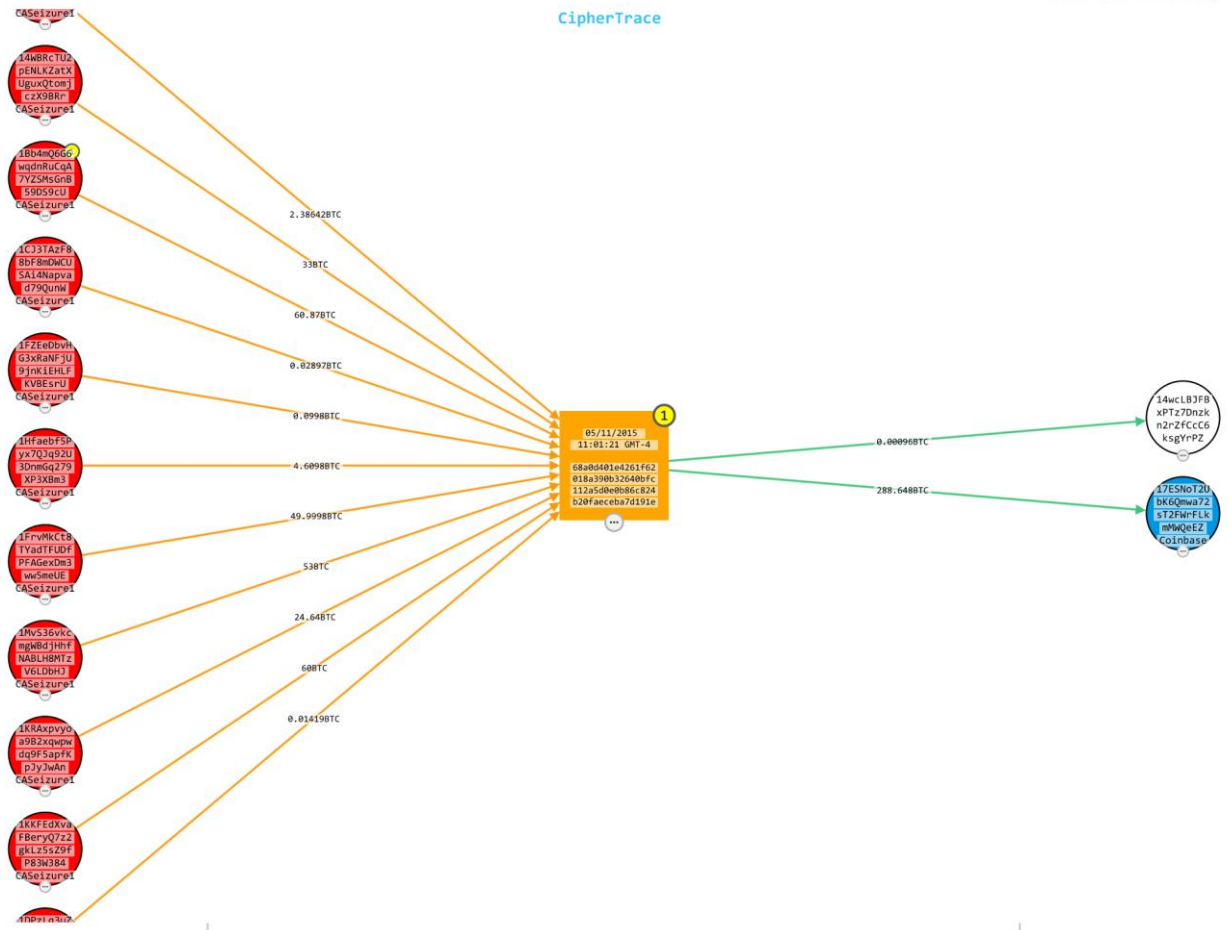 CipherTrace
CASeizure1
14WBRcTU2
pENLKZatX
UguxQtomj
czX9BRr
CASeizure1
1Bb4mQ6G6
wqdnRuCqA
7YZSMsGnB
59DS9cU
CASeizure1
1CJ3TAzF8
8bF8mDWCU
SAi4Napva
d79QunW
CASeizure1
1FZEeDbvH
G3xRaNFjU
9jnKiEHLF
KVBEsrU
CASeizure1
1Hfaebf5P
yx7QJq92U
3DnmGq279
XP3XBm3
CASeizure1
1FrvMkCt8
TYadTFUDf
PFAGexDm3
ww5meUE
CASeizure1
1MvS36vkc
mgWBdjHhf
NABLH8MTz
V6LDbHJ
CASeizure1
1KRAxpvyo
a9B2xqwpw
dq9F5apfK
pJyJwAn
CASeizure1
1KKFEdXva
FBeryQ7z2
gkLz5sZ9f
P83W384
CASeizure1
1DPzLq3uZ
2.38642BTC
33BTC
60.87BTC
0.02897BTC
0.0998BTC
4.6098BTC
49.9998BTC
53BTC
24.64BTC
60BTC
0.01419BTC
1
05/11/2015
11:01:21 GMT-4
68a0d401e4261f62
018a390b32640bfc
112a5d0e0b86c824
b20faeceba7d191e
0.00096BTC
288.648BTC
14wcLBJFB
xPTz7Dnzk
n2rZfCcC6
ksgYrPZ
17ESNoT2U
bK6Qmwa72
sT2FWrFLk
mMWQeEZ
Coinbase